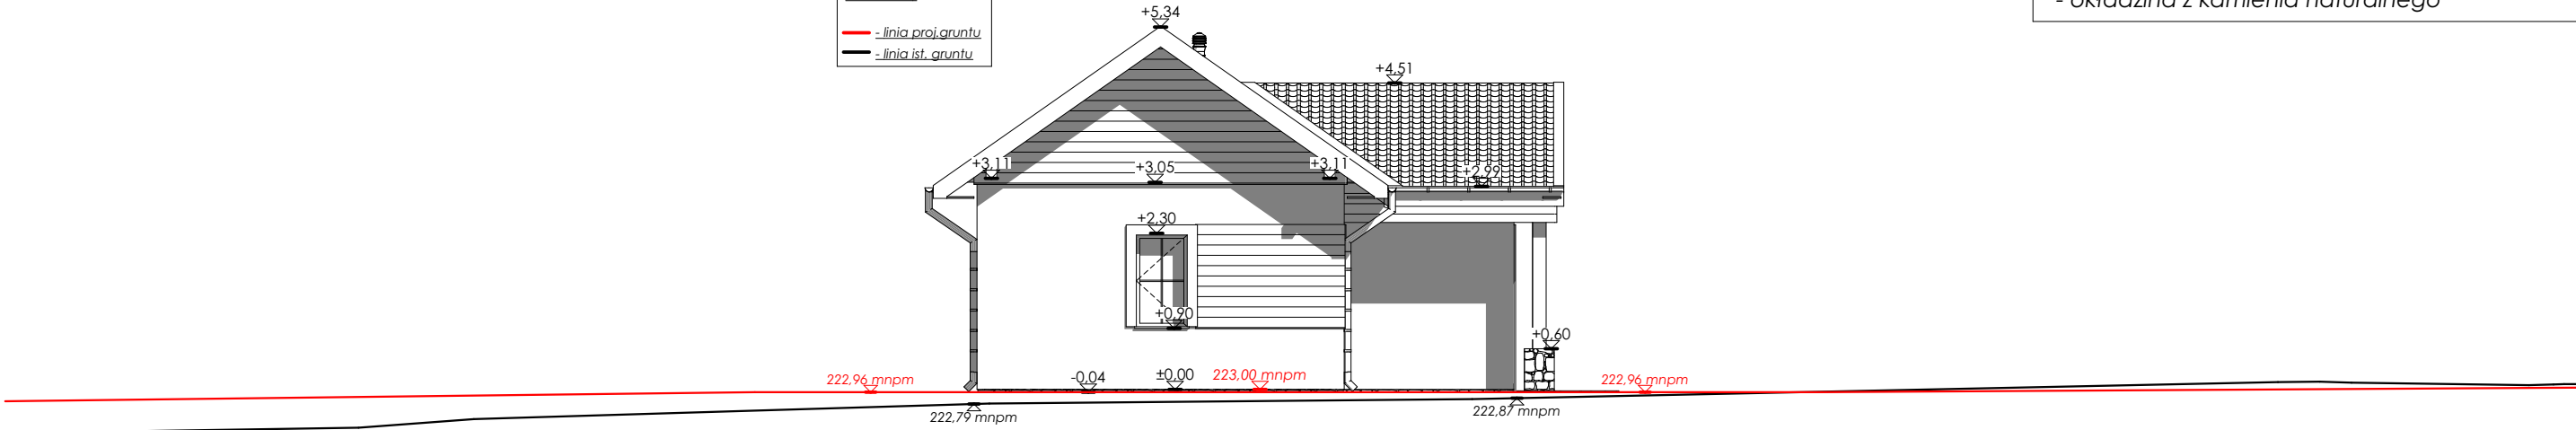 - okładzina z kamienia naturalnego
- linia proj.gruntu
- linia ist. gruntu
+5,34
+4,51
+3,11
+3,05
+3,11
+2,99
+2,30
+0,90
+0,60
222,96 mnpm
-0,04
±0,00
223,00 mnpm
222,96 mnpm
222,79 mnpm
222,87 mnpm